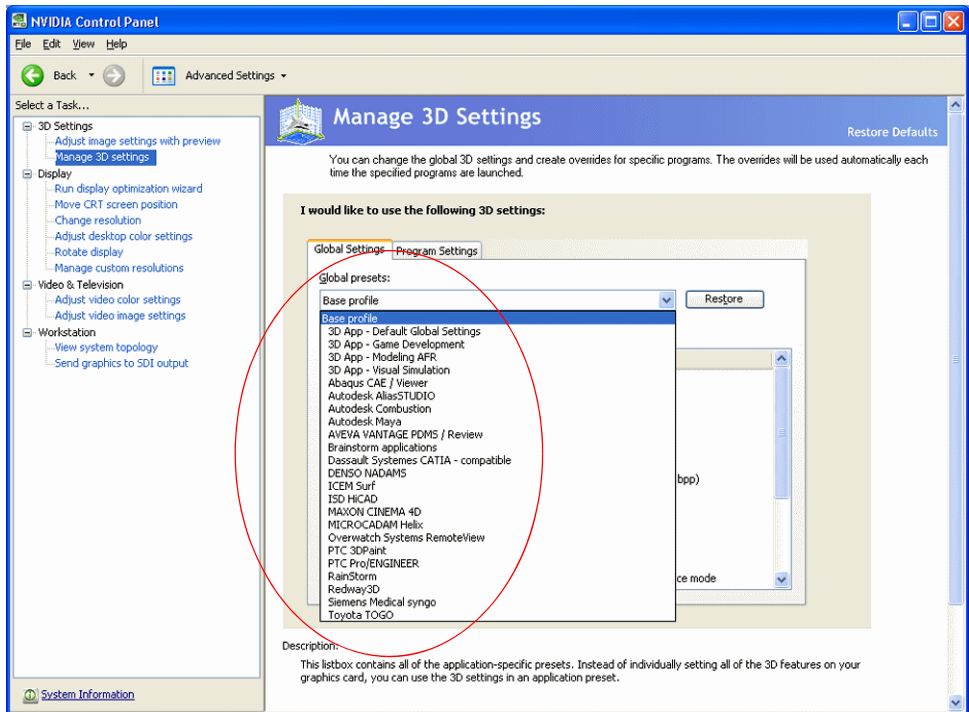 NVIDIA Control Panel
File Edit View Help
Back Advanced Settings
Select a Task...
3D Settings
Adjust image settings with preview
Manage 3D settings
Display
Run display optimization wizard
Move CRT screen position
Change resolution
Adjust desktop color settings
Rotate display
Manage custom resolutions
Video & Television
Adjust video color settings
Adjust video image settings
Workstation
View system topology
Send graphics to SDI output
System Information
Manage 3D Settings
Restore Defaults
You can change the global 3D settings and create overrides for specific programs. The overrides will be used automatically each
time the specified programs are launched.
I would like to use the following 3D settings:
Global Settings Program Settings
Global presets:
Base profile Restore
Base profile
3D App - Default Global Settings
3D App - Game Development
3D App - Modeling AFR
3D App - Visual Simulation
Abaqus CAE / Viewer
Autodesk AliasSTUDIO
Autodesk Combustion
Autodesk Maya
AVEVA VANTAGE PDMS / Review
Brainstorm applications
Dassault Systemes CATIA - compatible
DENSO NADAMS
ICEM Surf
ISD HiCAD
MAXON CINEMA 4D
MICROCADAM Helix
Overwatch Systems RemoteView
PTC 3DPaint
PTC Pro/ENGINEER
RainStorm
Redway3D
Siemens Medical syngo
Toyota TOGO
bpp)
ce mode
Description:
This listbox contains all of the application-specific presets. Instead of individually setting all of the 3D features on your
graphics card, you can use the 3D settings in an application preset.